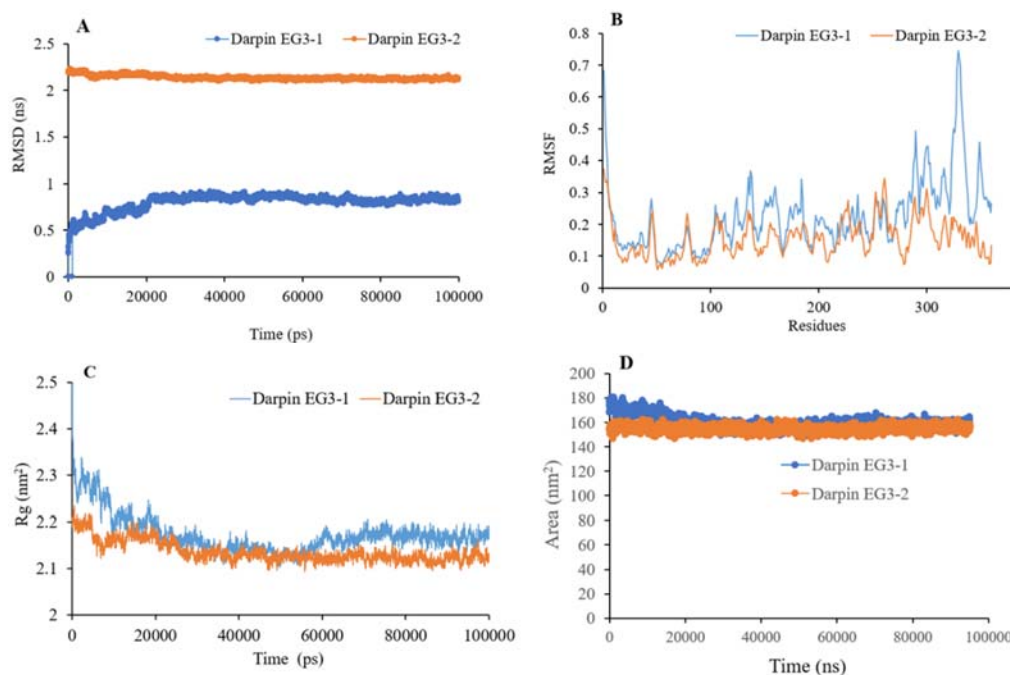 A
Darpin EG3-1 Darpin EG3-2
2.5
2
1.5
1
0.5
0
RMSD (ns)
0 20000 40000 60000 80000 100000
Time (ps)
B
Darpin EG3-1 Darpin EG3-2
0.8
0.7
0.6
0.5
0.4
0.3
0.2
0.1
0
RMSF
0 100 200 300
Residues
C
Darpin EG3-1 Darpin EG3-2
2.5
2.4
2.3
2.2
2.1
2
Rg (nm²)
0 20000 40000 60000 80000 100000
Time (ps)
D
200
180
160
140
120
100
80
60
40
20
0
Area (nm²)
Darpin EG3-1
Darpin EG3-2
0 20000 40000 60000 80000 100000
Time (ns)